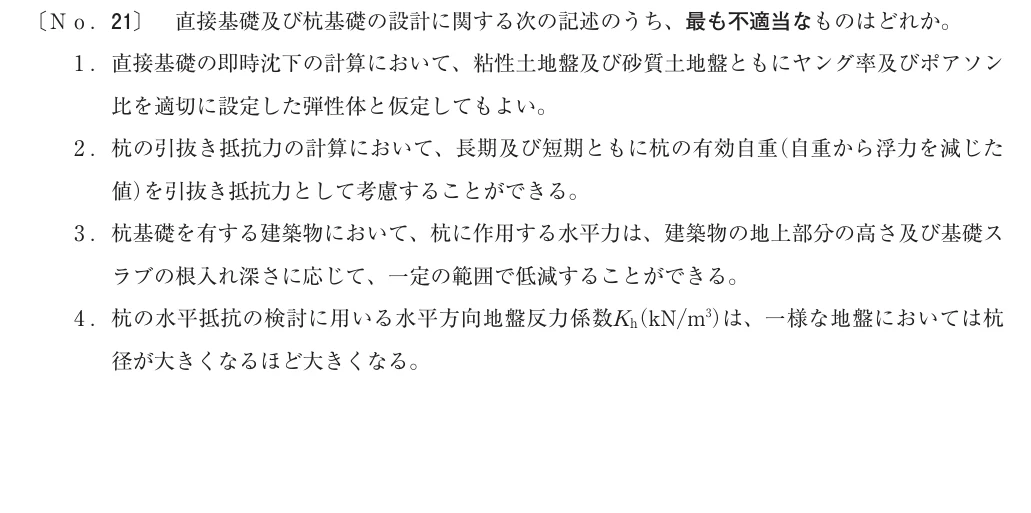 〔Ｎｏ．21〕　直接基礎及び杭基礎の設計に関する次の記述のうち、最も不適当なものはどれか。
１．直接基礎の即時沈下の計算において、粘性土地盤及び砂質土地盤ともにヤング率及びポアソン
比を適切に設定した弾性体と仮定してもよい。
２．杭の引抜き抵抗力の計算において、長期及び短期ともに杭の有効自重(自重から浮力を減じた
値)を引抜き抵抗力として考慮することができる。
３．杭基礎を有する建築物において、杭に作用する水平力は、建築物の地上部分の高さ及び基礎ス
ラブの根入れ深さに応じて、一定の範囲で低減することができる。
４．杭の水平抵抗の検討に用いる水平方向地盤反力係数Kh(kN/m³)は、一様な地盤においては杭
径が大きくなるほど大きくなる。